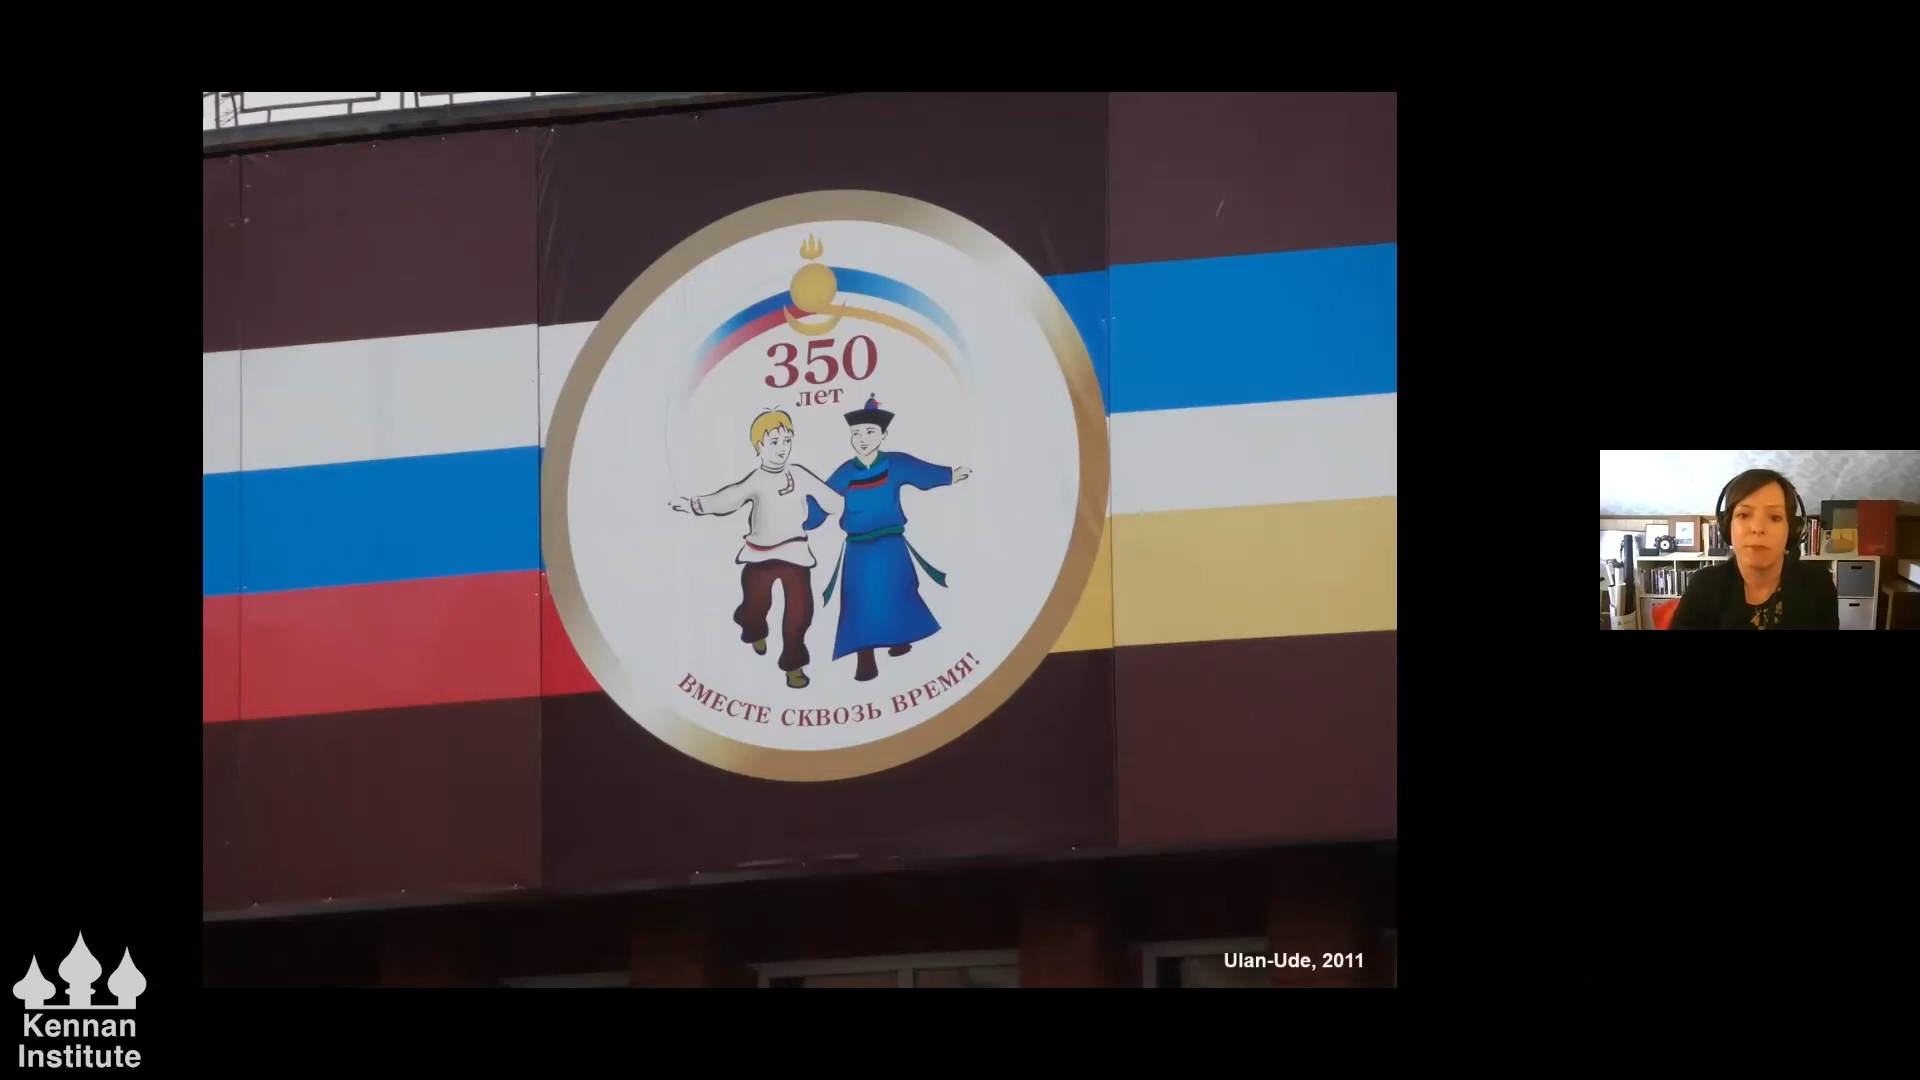 350
лет
ВМЕСТЕ СКВОЗЬ ВРЕМЯ!
Ulan-Ude, 2011
Kennan
Institute